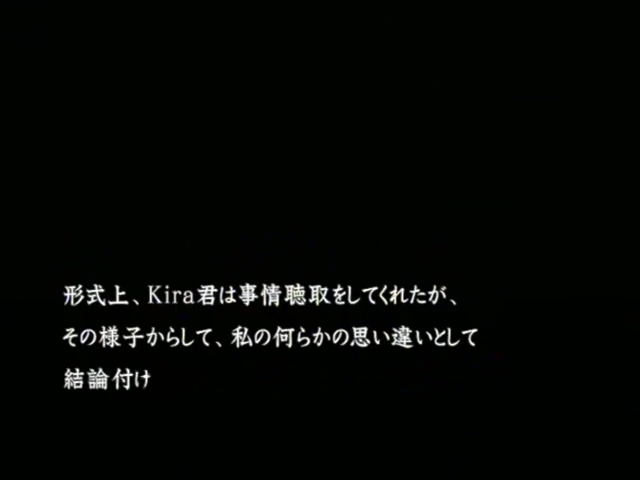 形式上、Kira君は事情聴取をしてくれたが、
その様子からして、私の何らかの思い違いとして
結論付け